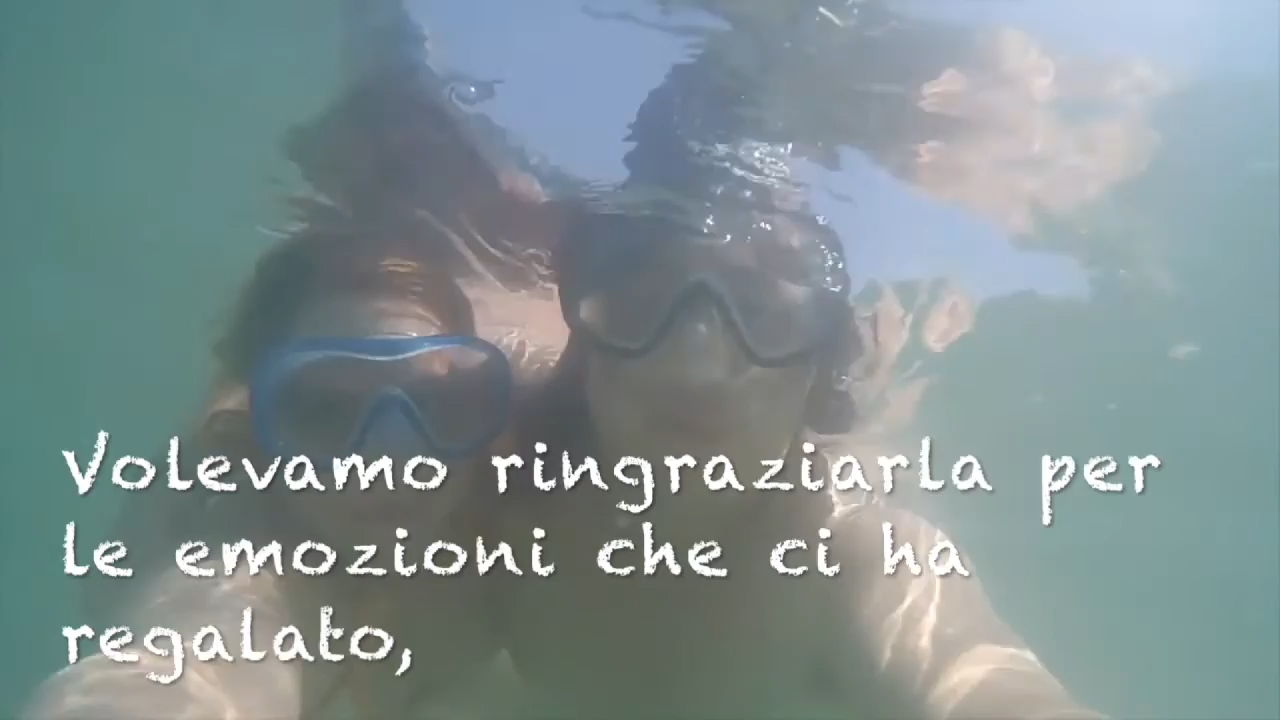 Volevamo ringraziarla per
le emozioni che ci ha
regalato,